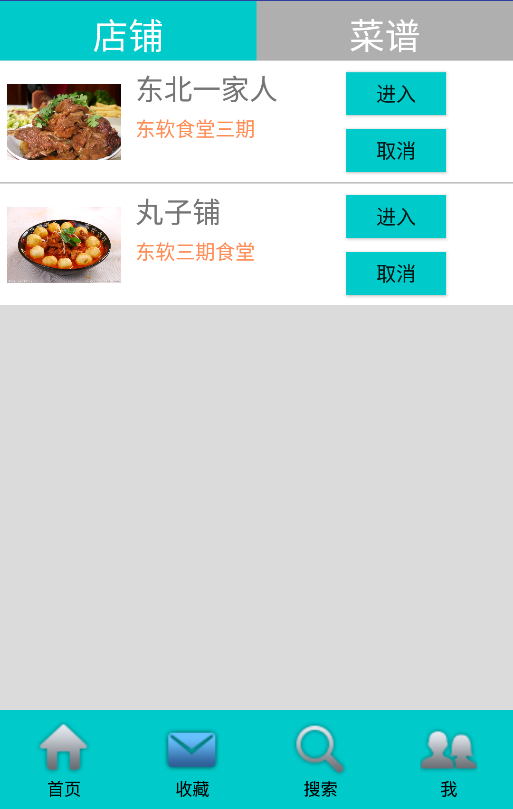 店铺
菜谱
东北一家人
进入
东软食堂三期
取消
丸子铺
进入
东软三期食堂
取消
首页
收藏
搜索
我